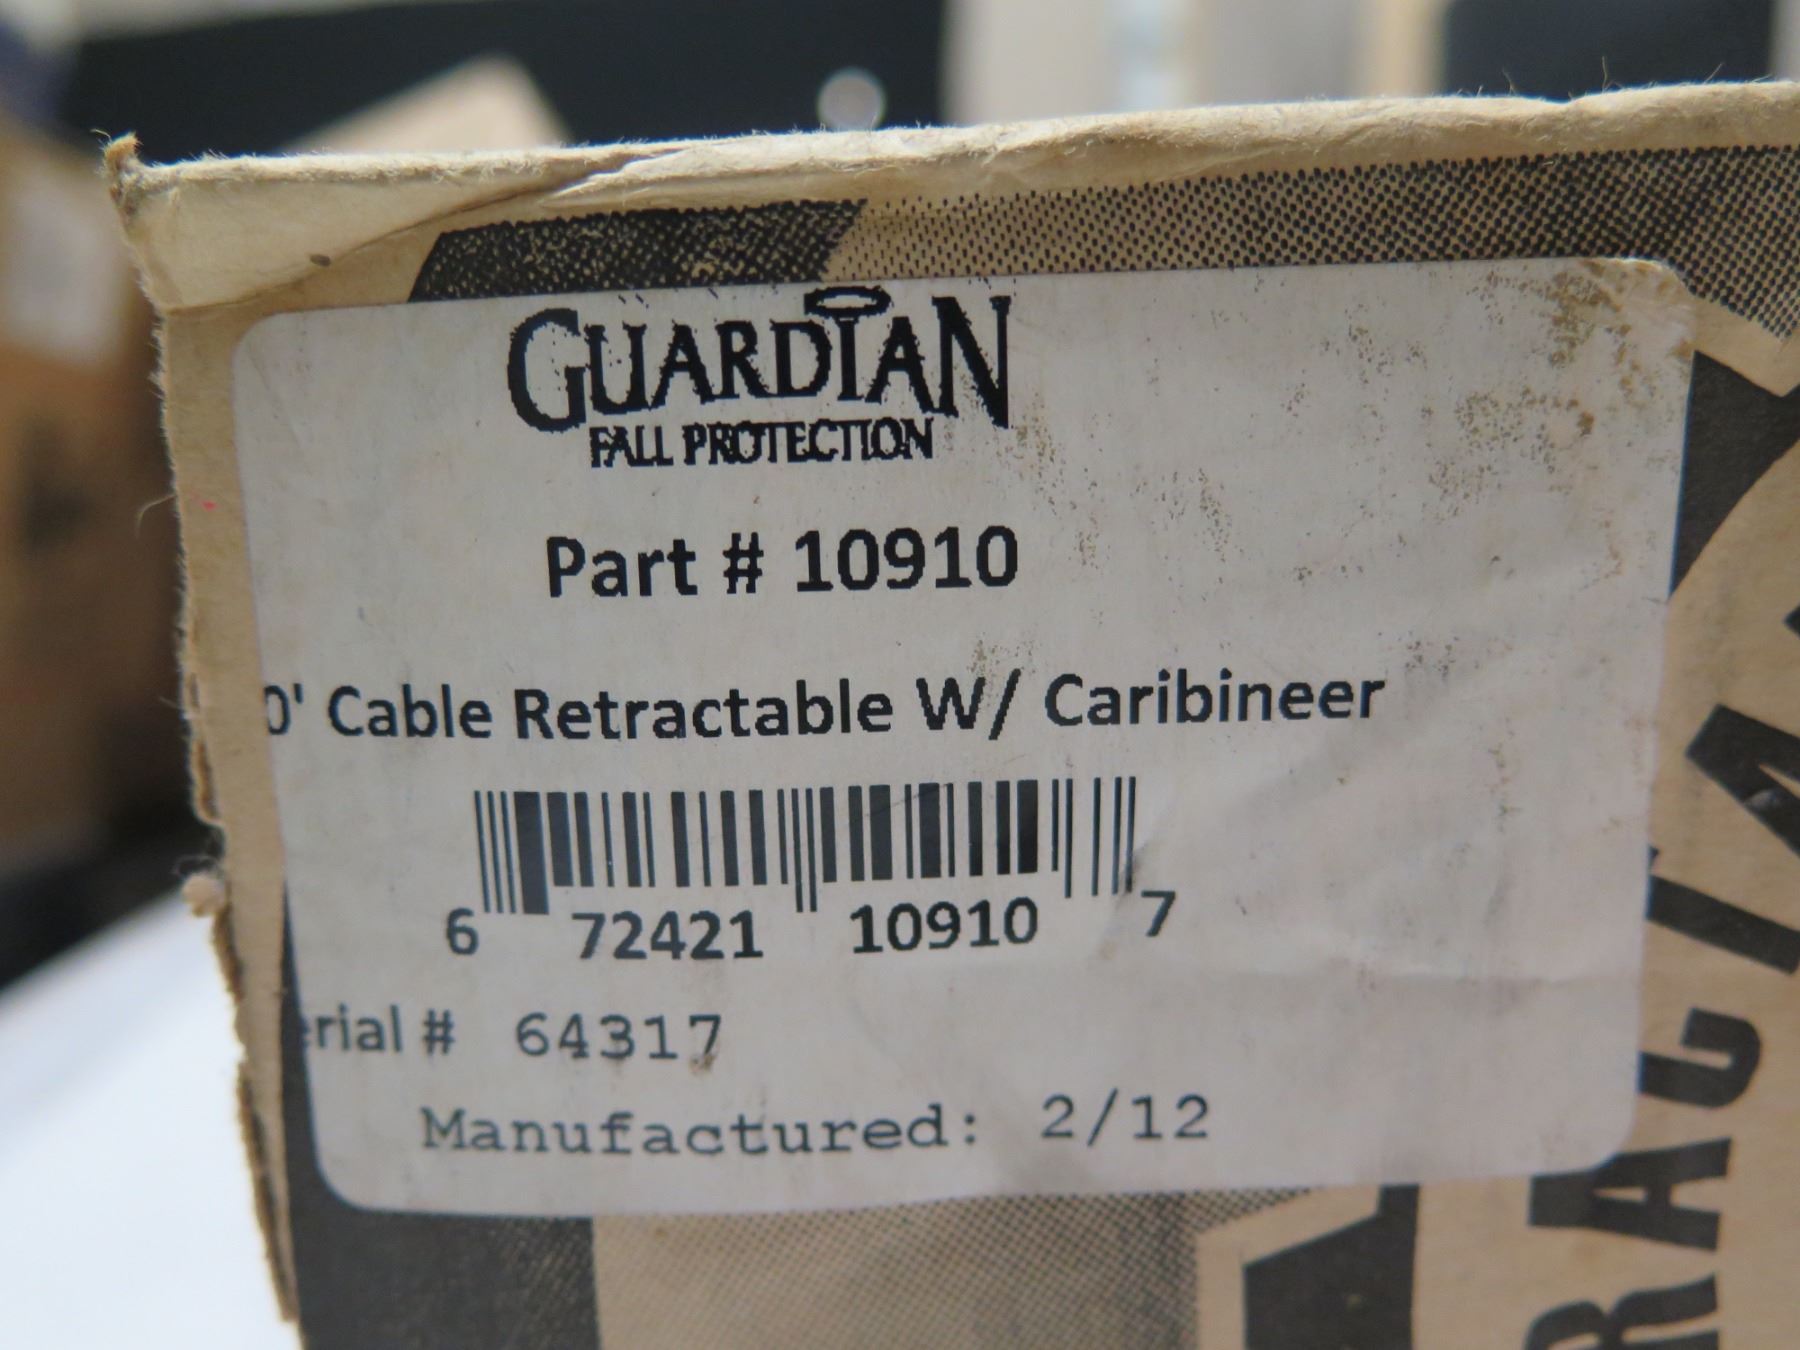 GUARDIAN
FALL PROTECTION
Part # 10910
0' Cable Retractable W/ Caribineer
6 72421 10910 7
erial # 64317
Manufactured: 2/12